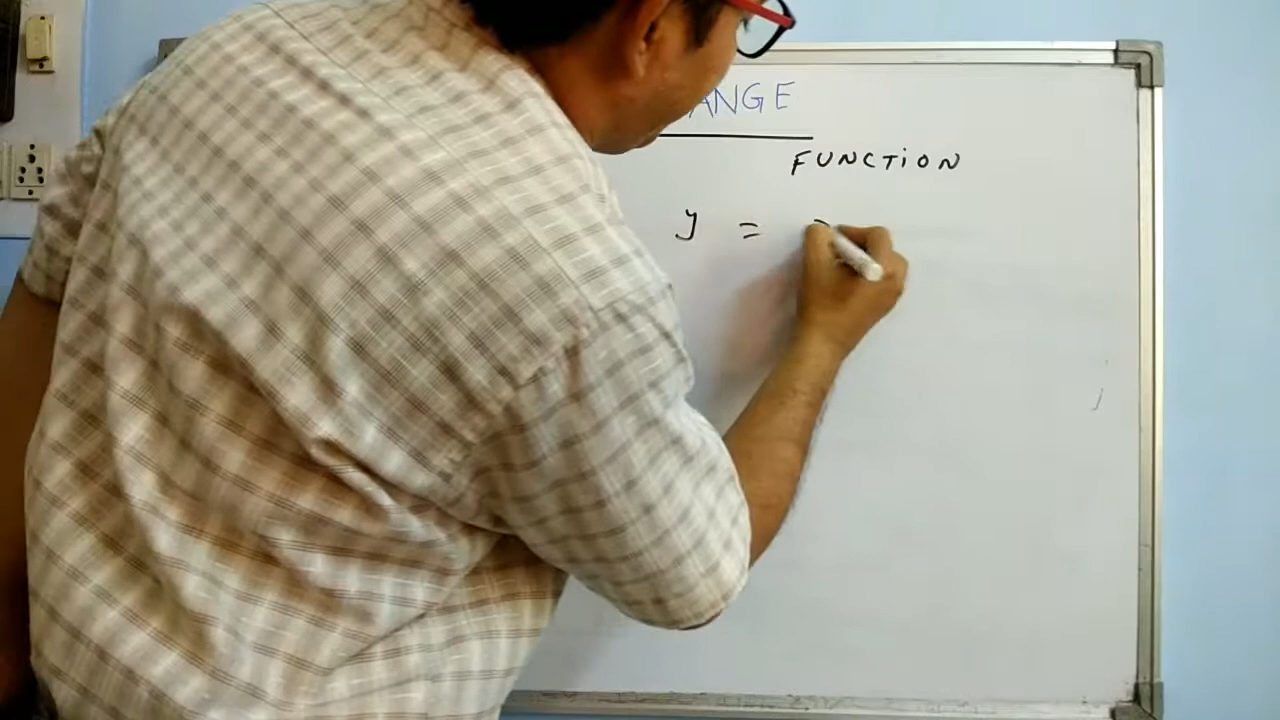 ANGE
FUNCTION
y =